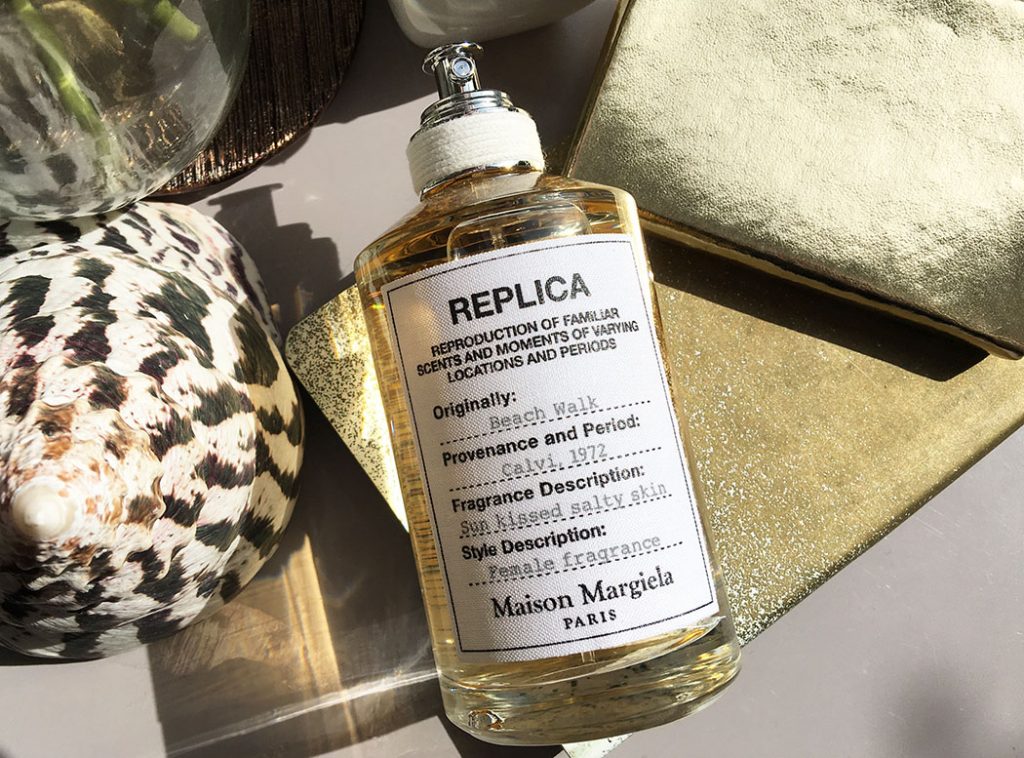 REPLICA
REPRODUCTION OF FAMILIAR
SCENTS AND MOMENTS OF VARYING
LOCATIONS AND PERIODS
Originally:
Beach Walk
Provenance and Period:
Calvi, 1972
Fragrance Description:
Sun kissed salty skin
Style Description:
Female fragrance
Maison Margiela
PARIS